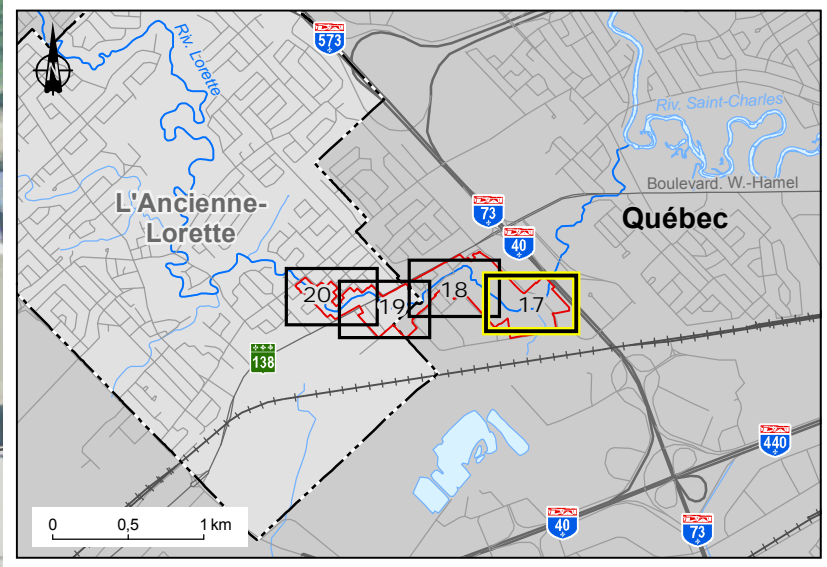 573
N
Riv. Lorette
Riv. Saint-Charles
Boulevard. W.-Hamel
L'Ancienne-
Lorette
73
Québec
40
20
19
18
17
138
440
40
73
0 0,5 1 km